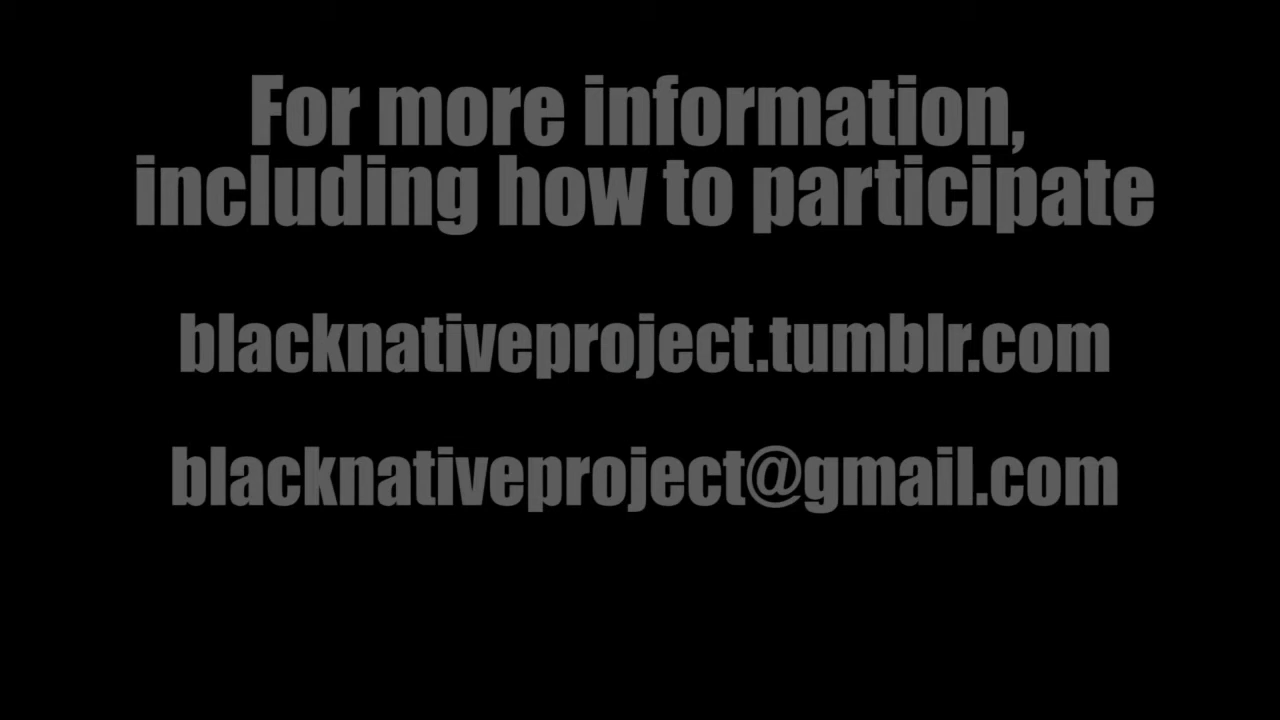 For more information,
including how to participate
blacknativeproject.tumblr.com
blacknativeproject@gmail.com